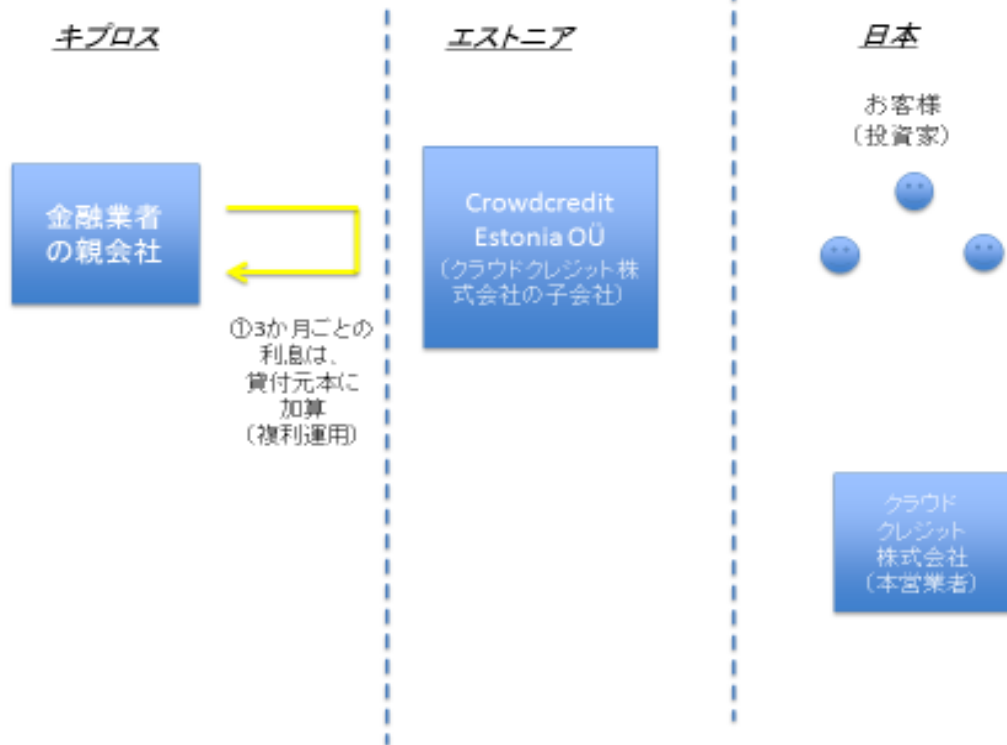 キプロス
エストニア
日本
お客様
（投資家）
金融業者
の親会社
Crowdcredit
Estonia OÜ
（クラウドクレジット株
式会社の子会社）
①3か月ごとの
利息は、
貸付元本に
加算
（複利運用）
クラウド
クレジット
株式会社
（本営業者）